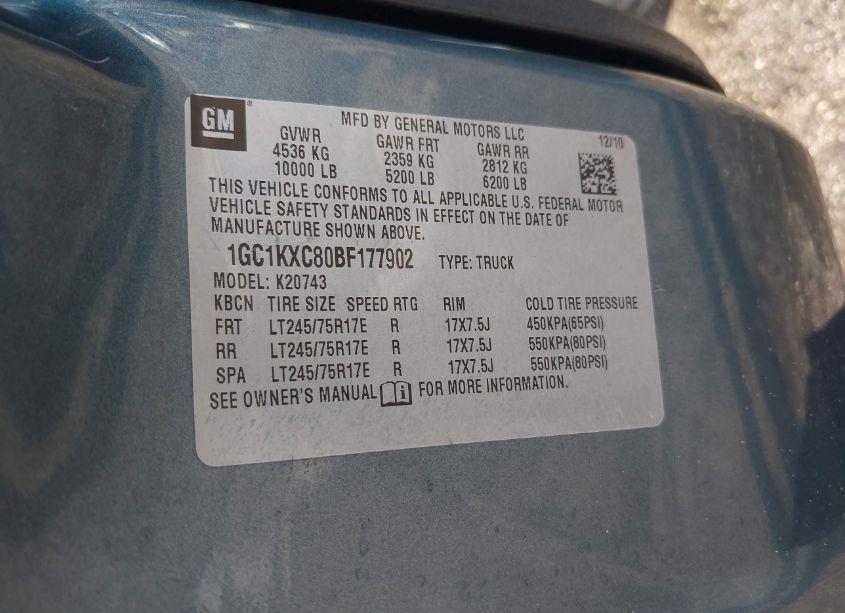 GM
MFD BY GENERAL MOTORS LLC 12/10
GVWR GAWR FRT GAWR RR
4536 KG 2359 KG 2812 KG
10000 LB 5200 LB 6200 LB
THIS VEHICLE CONFORMS TO ALL APPLICABLE U.S. FEDERAL MOTOR
VEHICLE SAFETY STANDARDS IN EFFECT ON THE DATE OF
MANUFACTURE SHOWN ABOVE.
1GC1KXC80BF177902 TYPE: TRUCK
MODEL: K20743
KBCN TIRE SIZE SPEED RTG RIM COLD TIRE PRESSURE
FRT LT245/75R17E R 17X7.5J 450KPA(65PSI)
RR LT245/75R17E R 17X7.5J 550KPA(80PSI)
SPA LT245/75R17E R 17X7.5J 550KPA(80PSI)
SEE OWNER'S MANUAL FOR MORE INFORMATION.